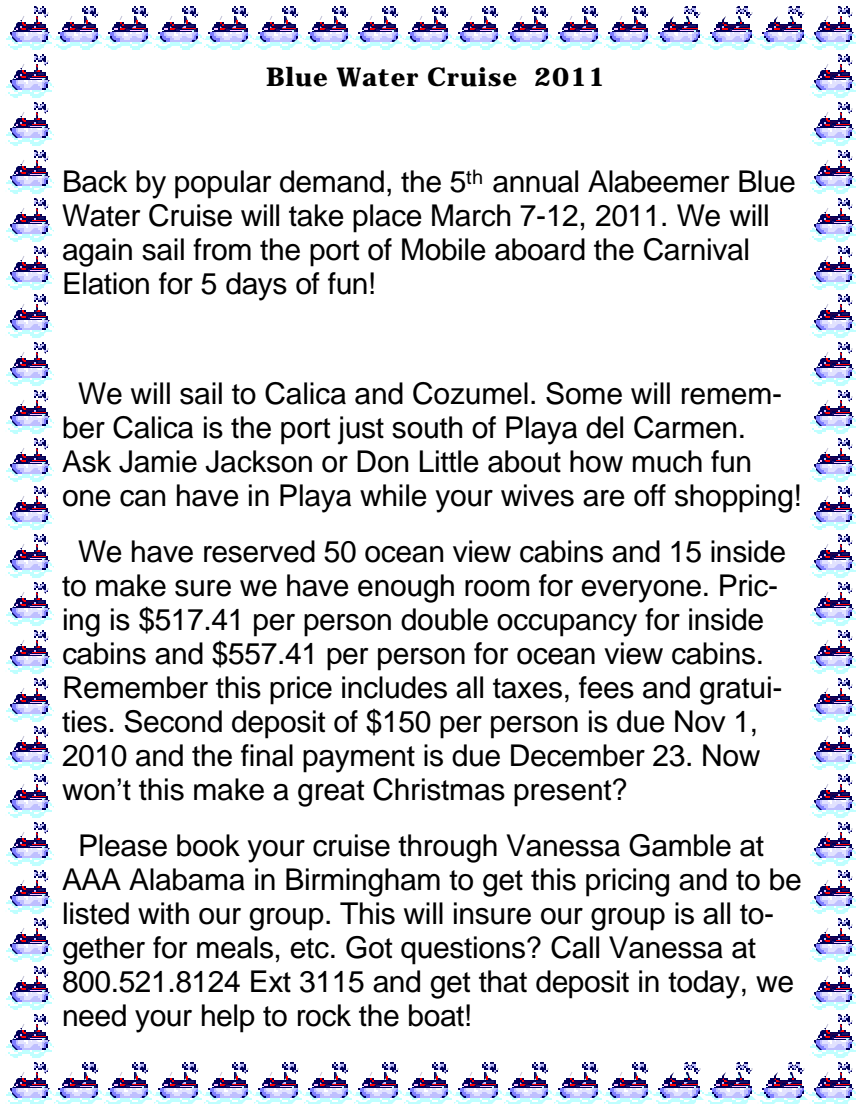 Blue Water Cruise 2011
Back by popular demand, the 5th annual Alabeemer Blue
Water Cruise will take place March 7-12, 2011. We will
again sail from the port of Mobile aboard the Carnival
Elation for 5 days of fun!
We will sail to Calica and Cozumel. Some will remem-
ber Calica is the port just south of Playa del Carmen.
Ask Jamie Jackson or Don Little about how much fun
one can have in Playa while your wives are off shopping!
We have reserved 50 ocean view cabins and 15 inside
to make sure we have enough room for everyone. Pric-
ing is $517.41 per person double occupancy for inside
cabins and $557.41 per person for ocean view cabins.
Remember this price includes all taxes, fees and gratui-
ties. Second deposit of $150 per person is due Nov 1,
2010 and the final payment is due December 23. Now
won't this make a great Christmas present?
Please book your cruise through Vanessa Gamble at
AAA Alabama in Birmingham to get this pricing and to be
listed with our group. This will insure our group is all to-
gether for meals, etc. Got questions? Call Vanessa at
800.521.8124 Ext 3115 and get that deposit in today, we
need your help to rock the boat!